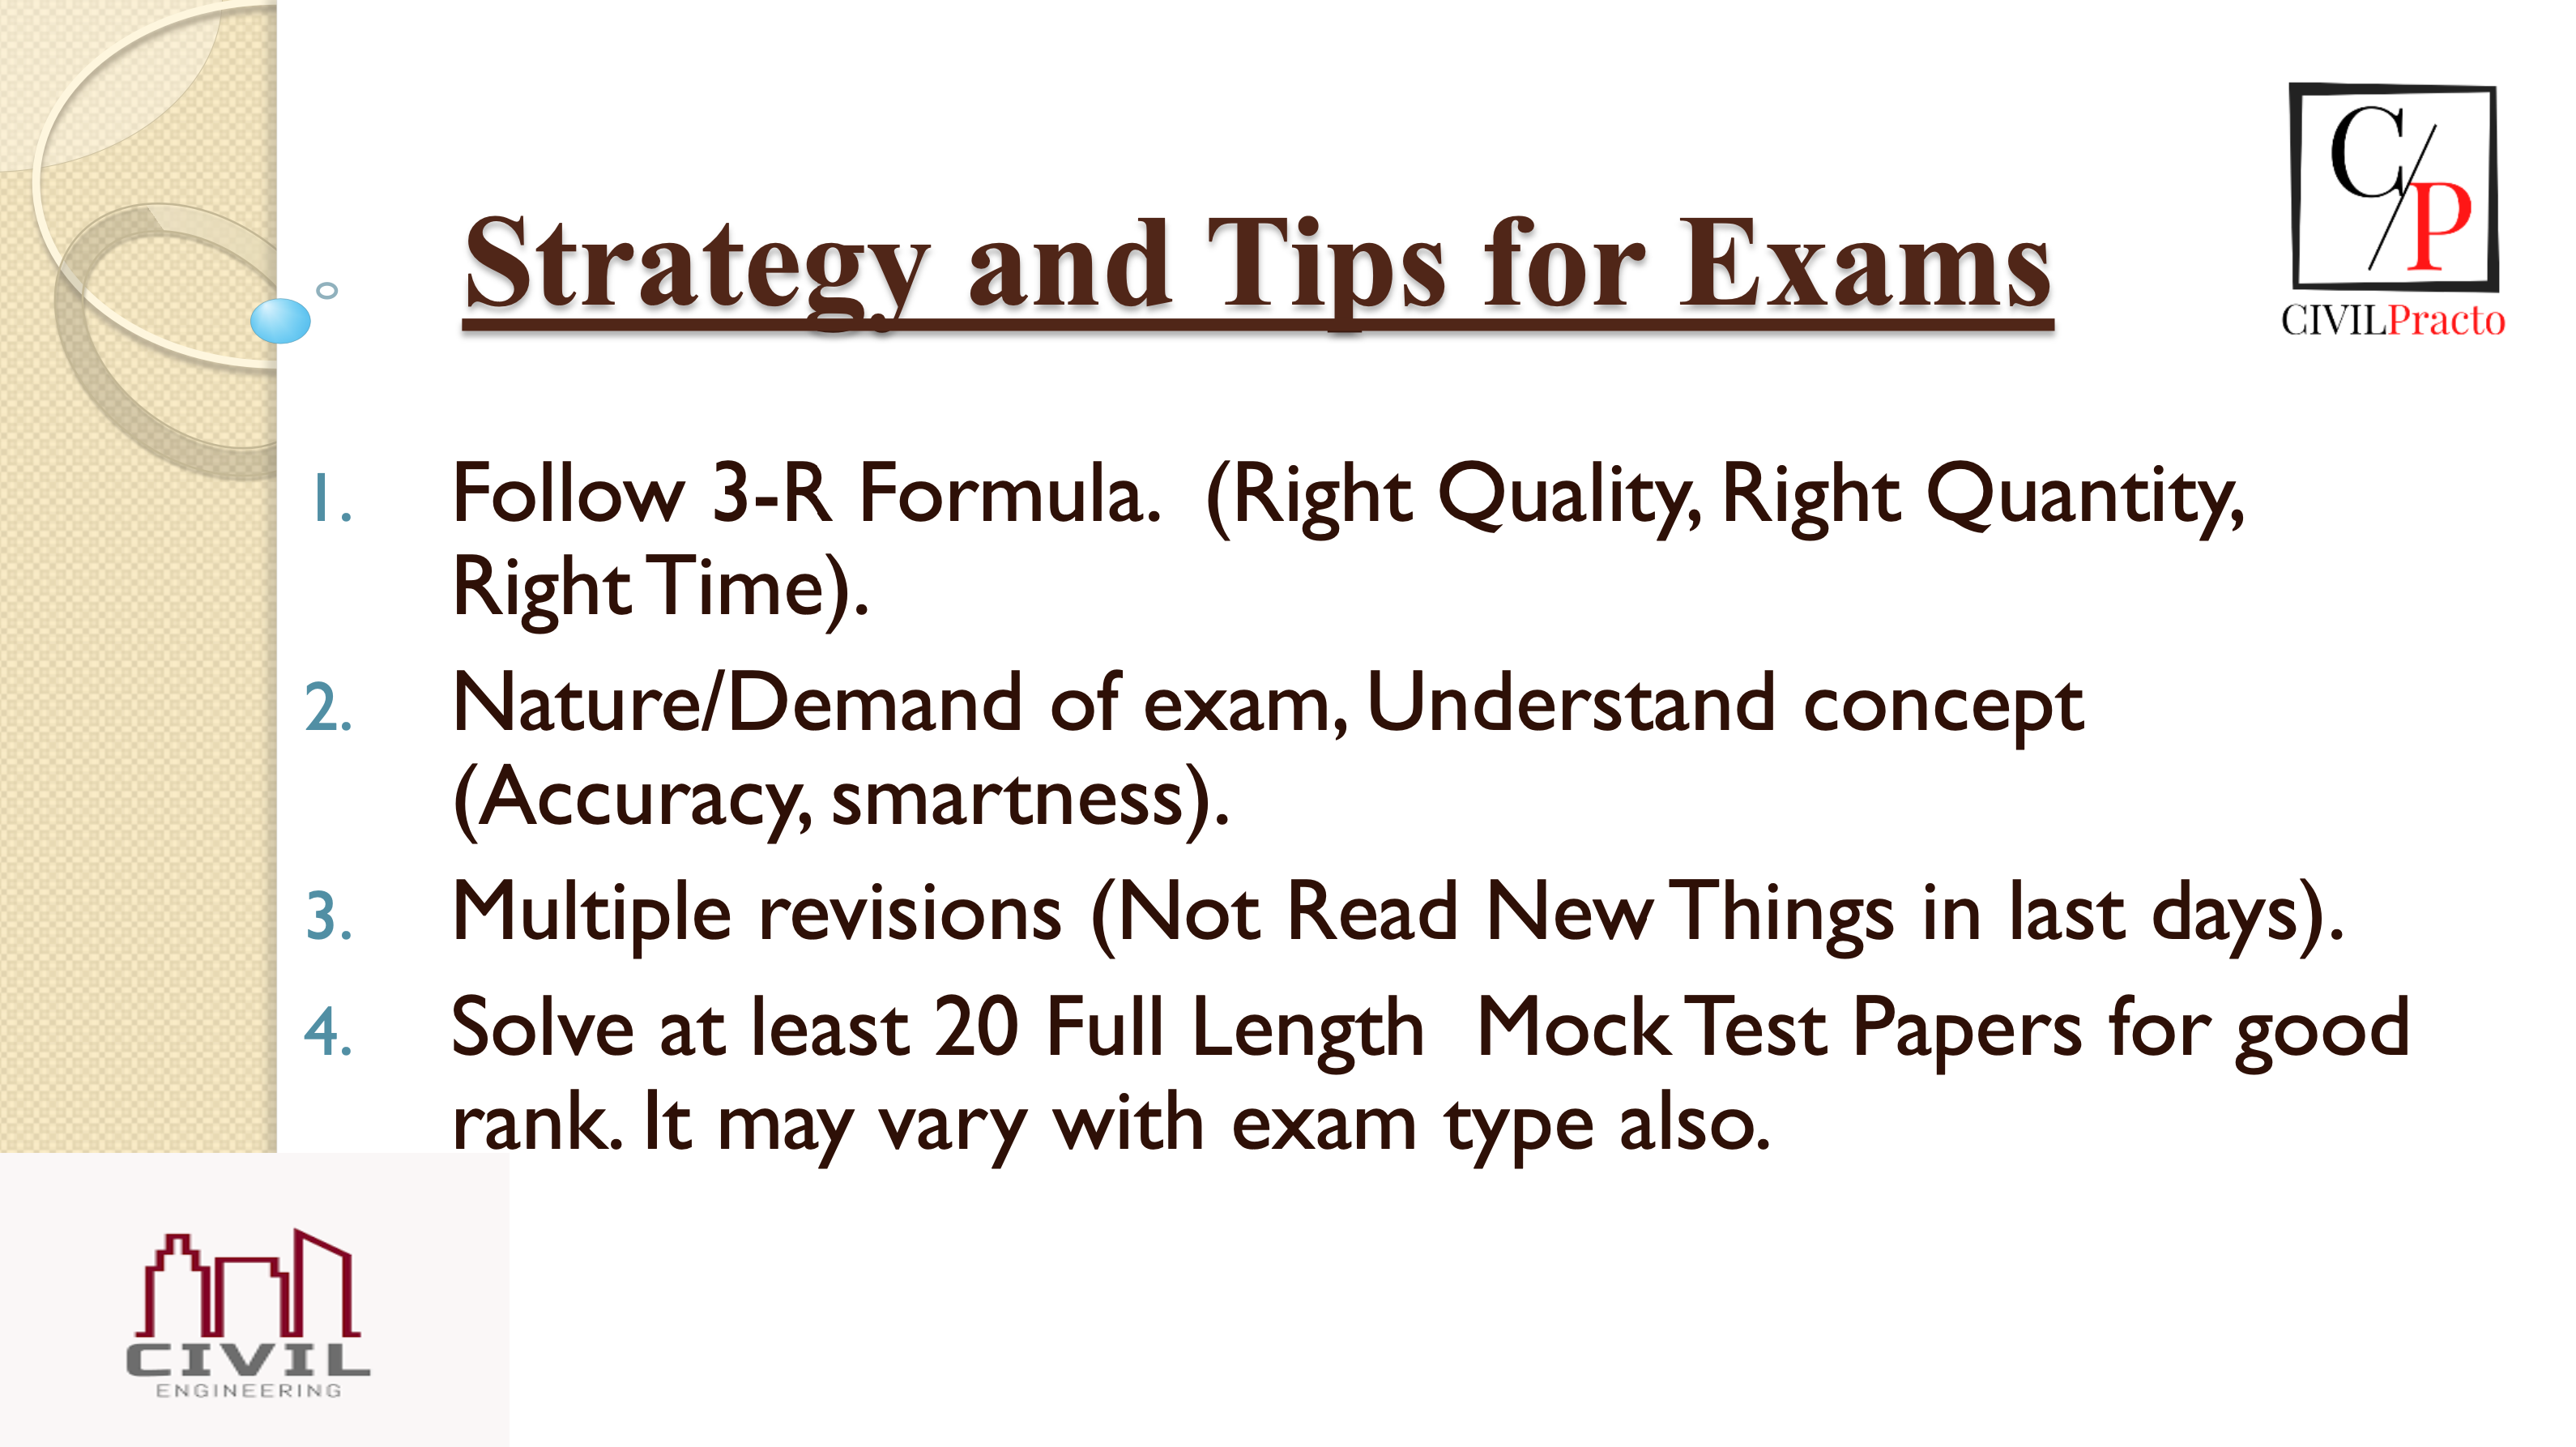 Strategy and Tips for Exams
C/P
CIVILPracto
1. Follow 3-R Formula.  (Right Quality, Right Quantity,
Right Time).
2. Nature/Demand of exam, Understand concept
(Accuracy, smartness).
3. Multiple revisions (Not Read New Things in last days).
4. Solve at least 20 Full Length  Mock Test Papers for good
rank. It may vary with exam type also.
CIVIL
ENGINEERING